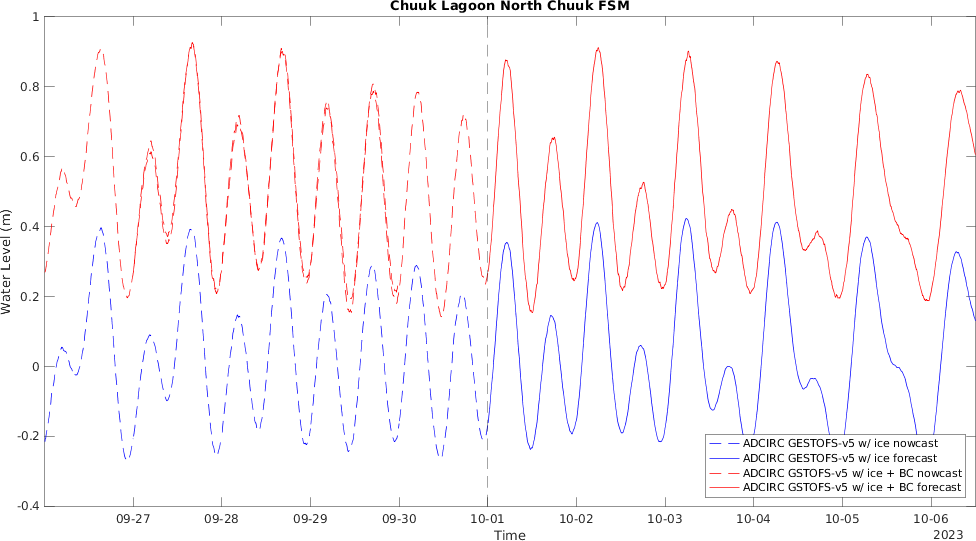 Chuuk Lagoon North Chuuk FSM
1
0.8
0.6
0.4
0.2
0
-0.2
-0.4
Water Level (m)
09-27 09-28 09-29 09-30 10-01 10-02 10-03 10-04 10-05 10-06
Time
2023
ADCIRC GESTOFS-v5 w/ ice nowcast
ADCIRC GESTOFS-v5 w/ ice forecast
ADCIRC GSTOFS-v5 w/ ice + BC nowcast
ADCIRC GSTOFS-v5 w/ ice + BC forecast